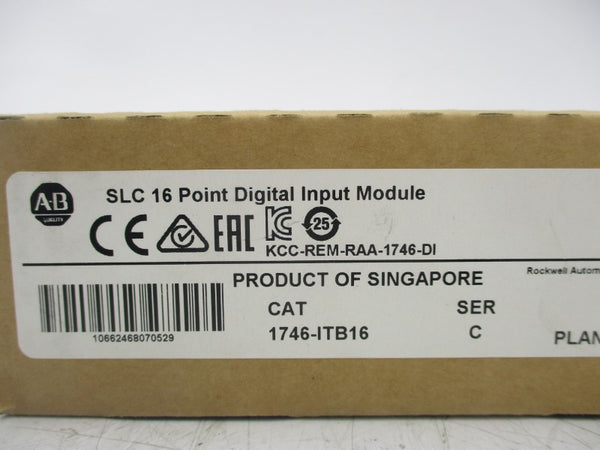 A·B
QUALITY
SLC 16 Point Digital Input Module
CE
EAC
25
KCC-REM-RAA-1746-DI
PRODUCT OF SINGAPORE
Rockwell Autom
CAT
SER
1746-ITB16
C
PLAN
10662468070529